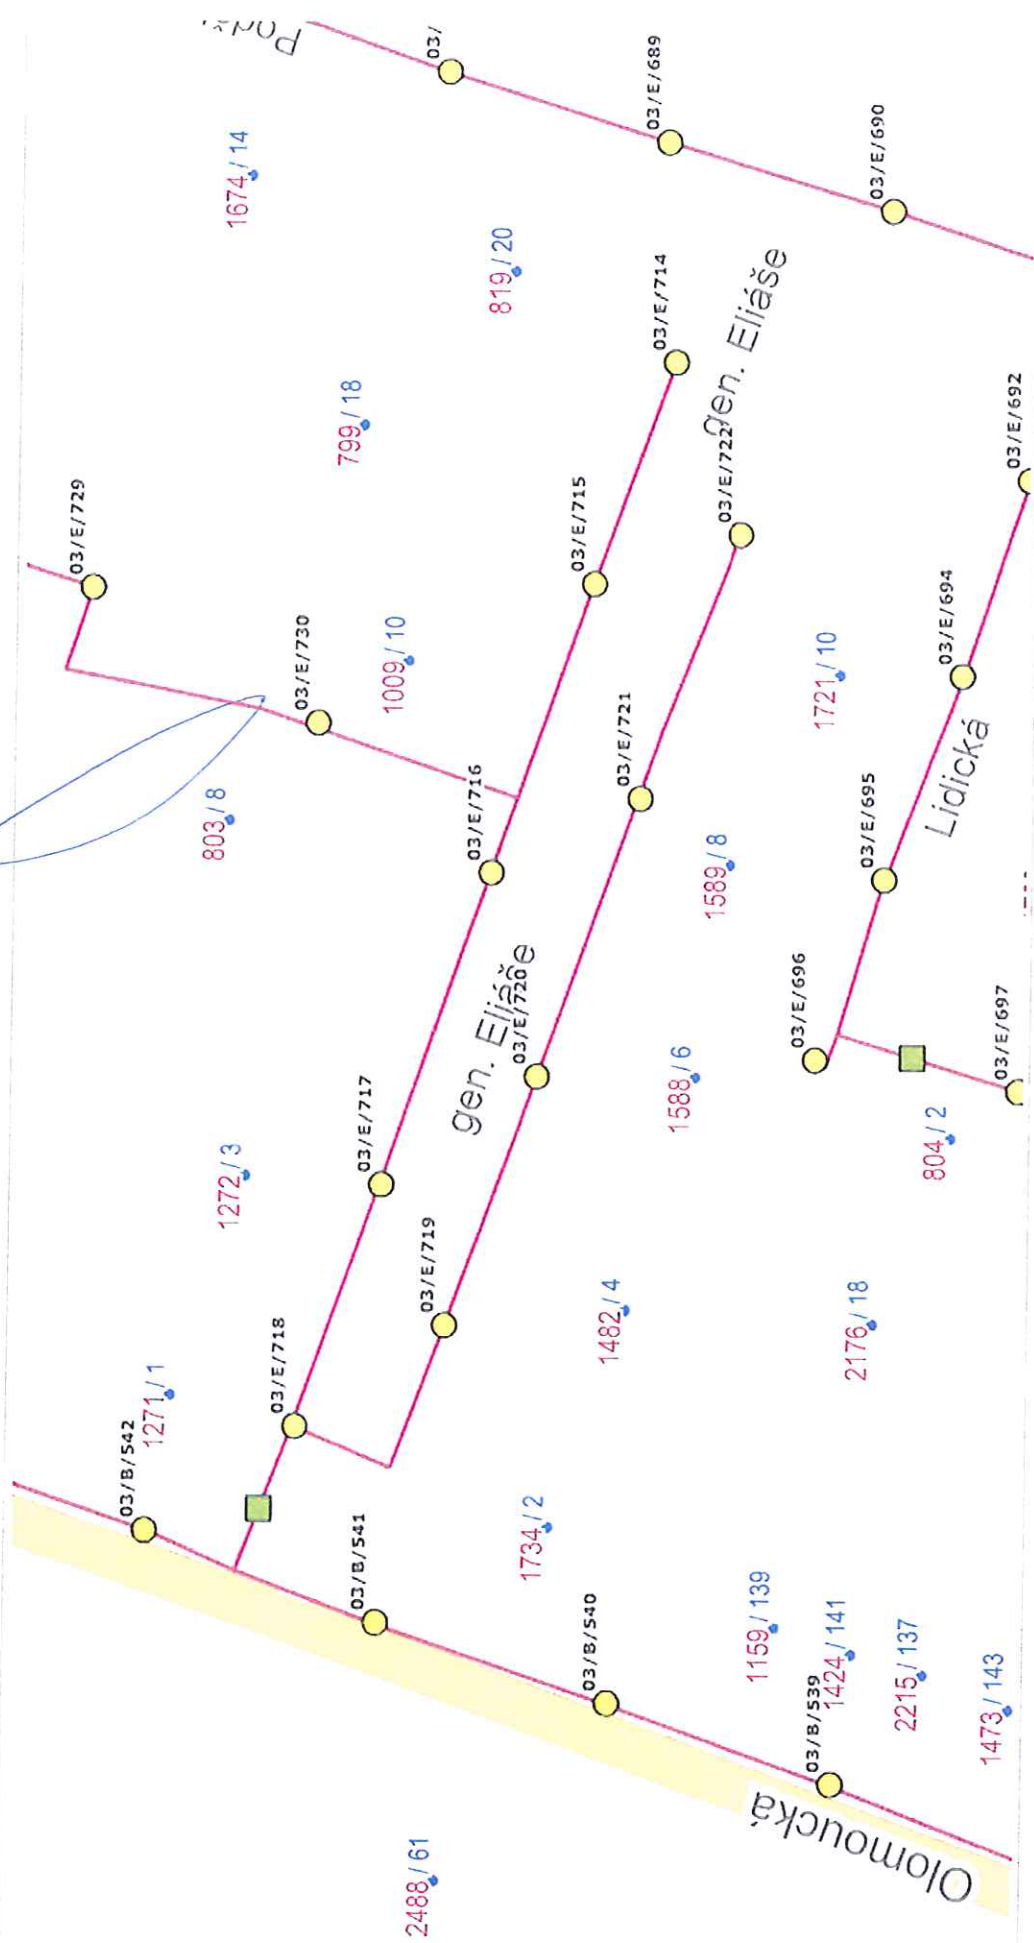 03/B/542
1271 / 1
03/E/718
1272 / 3
03/E/717
03/E/719
gen. Eliáše
03/E/720
803 / 8
03/E/716
03/E/730
1009 / 10
03/E/729
799 / 18
1674 / 14
819 / 20
03/E/715
03/E/714
03/E/721
03/E/722
gen. Eliáše
03/
03/E/689
03/E/690
03/B/541
1734 / 2
1482 / 4
1588 / 6
1589 / 8
1721 / 10
03/B/540
1159 / 139
03/B/539
1424 / 141
2215 / 137
1473 / 143
2176 / 18
804 / 2
03/E/696
03/E/697
03/E/695
03/E/694
03/E/692
Lidická
2488 / 61
Olomoucká